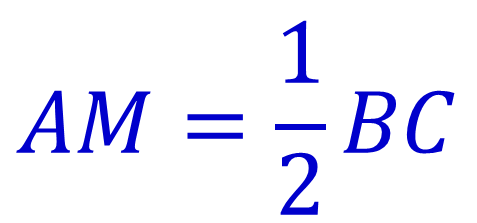 AM = 1/2 BC